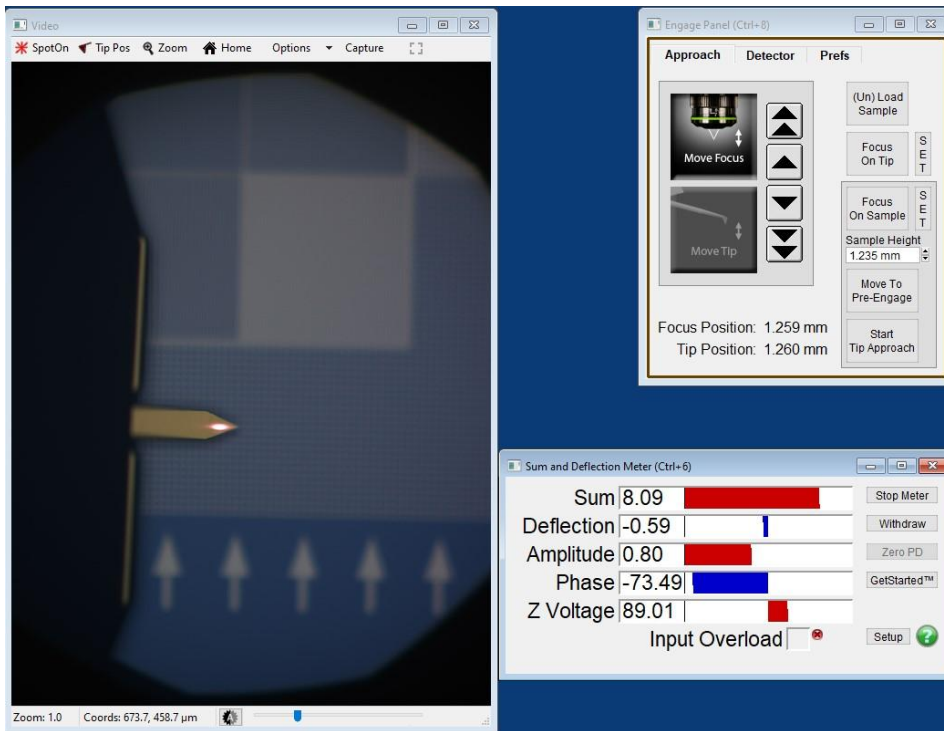 Video
SpotOn Tip Pos Zoom Home Options Capture
Zoom: 1.0 Coords: 673.7, 458.7 µm
Engage Panel (Ctrl+8)
Approach Detector Prefs
Move Focus
Move Tip
(Un) Load
Sample
Focus
On Tip
SET
Focus
On Sample
SET
Sample Height
1.235 mm
Move To
Pre-Engage
Start
Tip Approach
Focus Position: 1.259 mm
Tip Position: 1.260 mm
Sum and Deflection Meter (Ctrl+6)
Sum 8.09
Deflection -0.59
Amplitude 0.80
Phase -73.49
Z Voltage 89.01
Input Overload
Stop Meter
Withdraw
Zero PD
GetStarted™
Setup ?